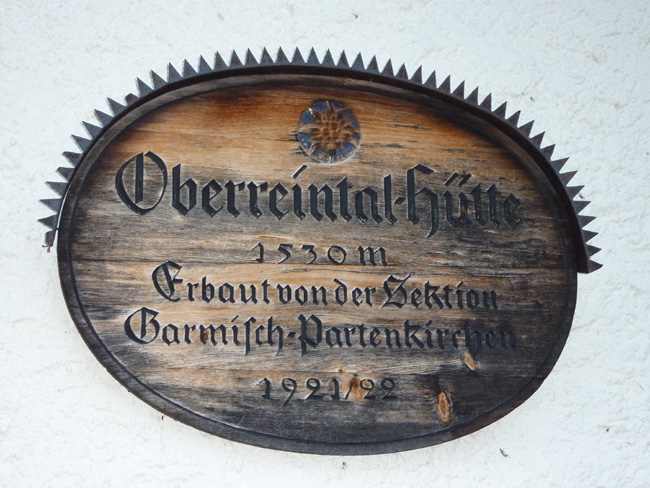 Oberreintal-Hütte
1530 m
Erbaut von der Sektion
Garmisch-Partenkirchen
1921/22